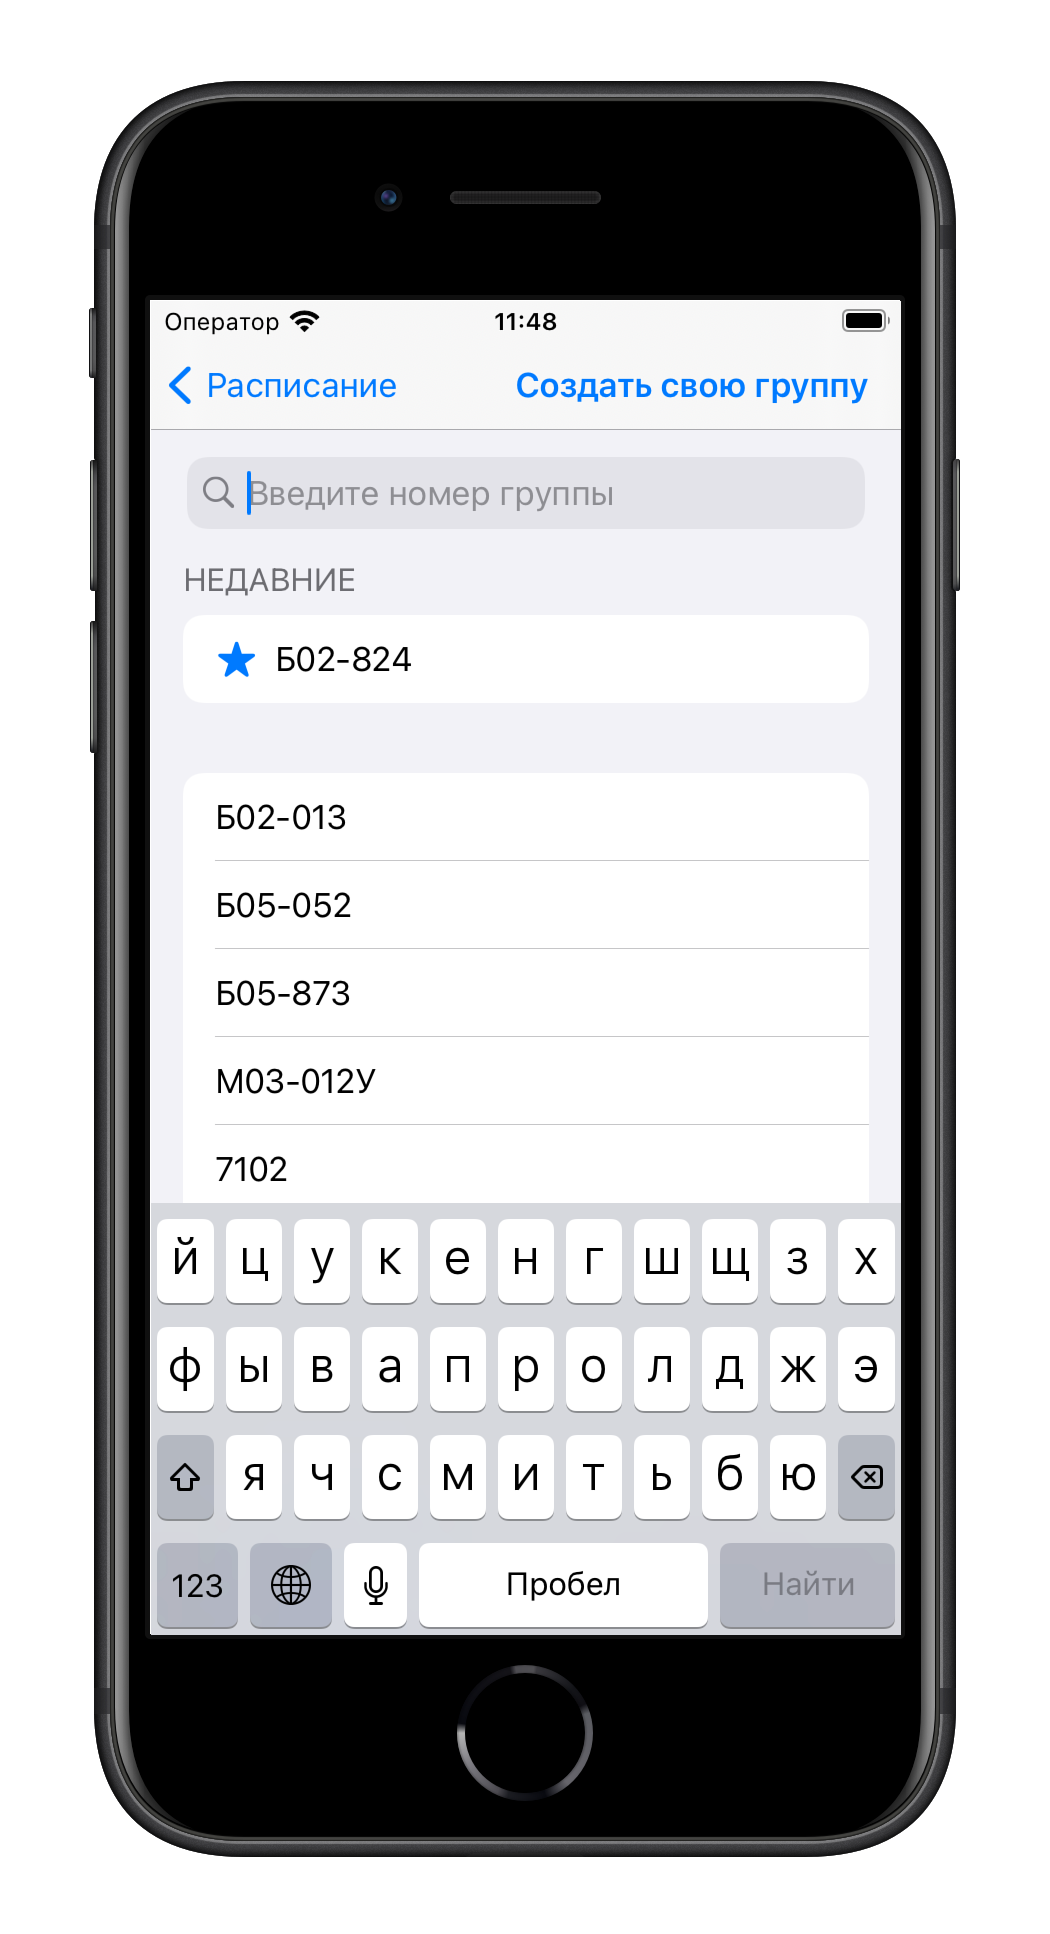 Оператор 11:48
Расписание Создать свою группу
Введите номер группы
НЕДАВНИЕ
Б02-824
Б02-013
Б05-052
Б05-873
М03-012У
7102
й ц у к е н г ш щ з х
ф ы в а п р о л д ж э
я ч с м и т ь б ю
123 Пробел Найти